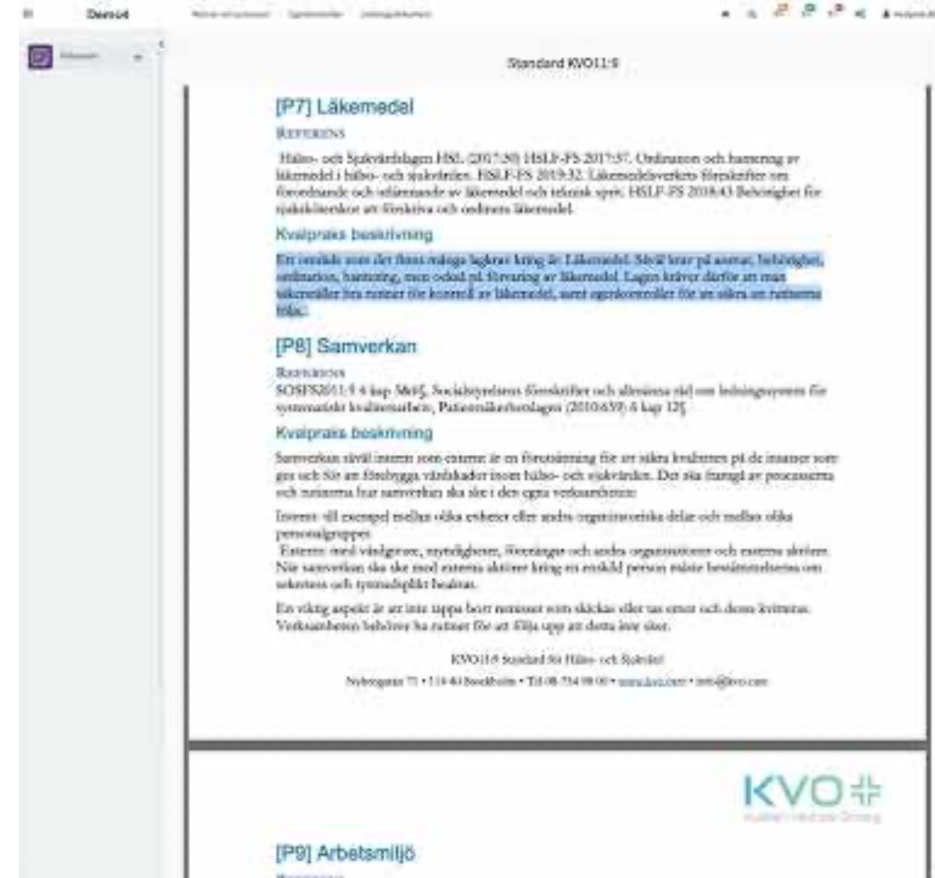 Demo4
Standard KVO11:9
[P7] Läkemedel
REFERENS
Hälso- och Sjukvårdslagen HSL (2017:30) HSLF-FS 2017:37. Ordination och hantering av
läkemedel i hälso- och sjukvården. HSLF-FS 2019:32. Läkemedelsverkets föreskrifter om
förordnande och utlämnande av läkemedel och teknisk sprit. HSLF-FS 2018:43 Behörighet för
sjuksköterskor att förskriva och ordinera läkemedel.
Kvalpraks beskrivning
Ett område som det finns många lagkrav kring är Läkemedel. Såväl krav på ansvar, behörighet,
ordination, hantering, men också på förvaring av läkemedel. Lagen kräver därför att man
säkerställer bra rutiner för kontroll av läkemedel, samt egenkontroller för att säkra att rutinerna
följs.
[P8] Samverkan
REFERENS
SOSFS2011:9 4 kap 5&6§, Socialstyrelsens föreskrifter och allmänna råd om ledningssystem för
systematiskt kvalitetsarbete, Patientsäkerhetslagen (2010:659) 6 kap 12§
Kvalpraks beskrivning
Samverkan såväl internt som externt är en förutsättning för att säkra kvaliteten på de insatser som
ges och för att förebygga vårdskador inom hälso- och sjukvården. Det ska framgå av processerna
och rutinerna hur samverkan ska ske i den egna verksamheten:
Internt: till exempel mellan olika enheter eller andra organisatoriska delar och mellan olika
personalgrupper.
Externt: med vårdgivare, myndigheter, föreningar och andra organisationer och externa aktörer.
När samverkan ska ske med externa aktörer kring en enskild person måste bestämmelserna om
sekretess och tystnadsplikt beaktas.
En viktig aspekt är att inte tappa bort remisser som skickas eller tas emot och dessa kvitteras.
Verksamheten behöver ha rutiner för att följa upp att detta inte sker.
KVO11:9 Standard för Hälso- och Sjukvård
Nybrogatan 71 • 114 40 Stockholm • Tel 08-754 98 00 • www.kvo.care • info@kvo.care
KVO
[P9] Arbetsmiljö